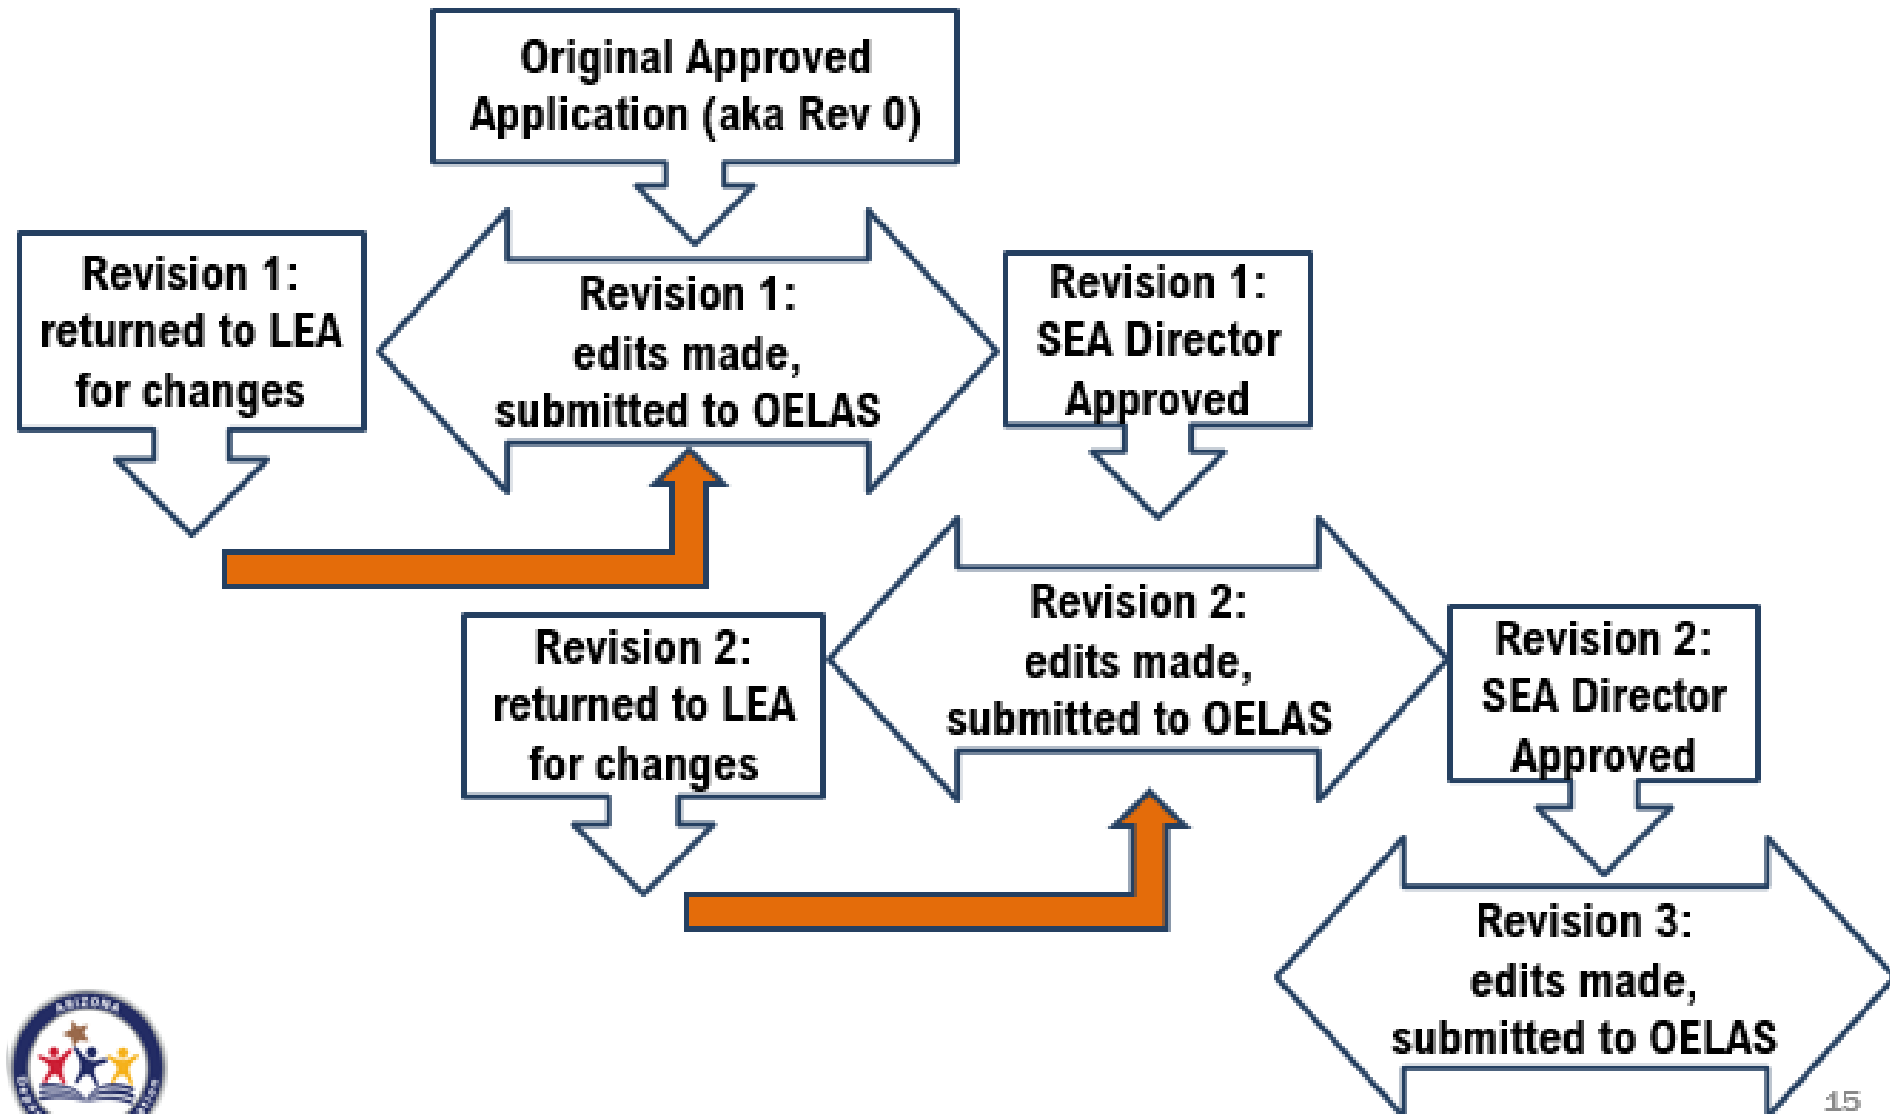 Original Approved
Application (aka Rev 0)
Revision 1:
returned to LEA
for changes
Revision 1:
edits made,
submitted to OELAS
Revision 1:
SEA Director
Approved
Revision 2:
returned to LEA
for changes
Revision 2:
edits made,
submitted to OELAS
Revision 2:
SEA Director
Approved
Revision 3:
edits made,
submitted to OELAS
ARIZONA
15